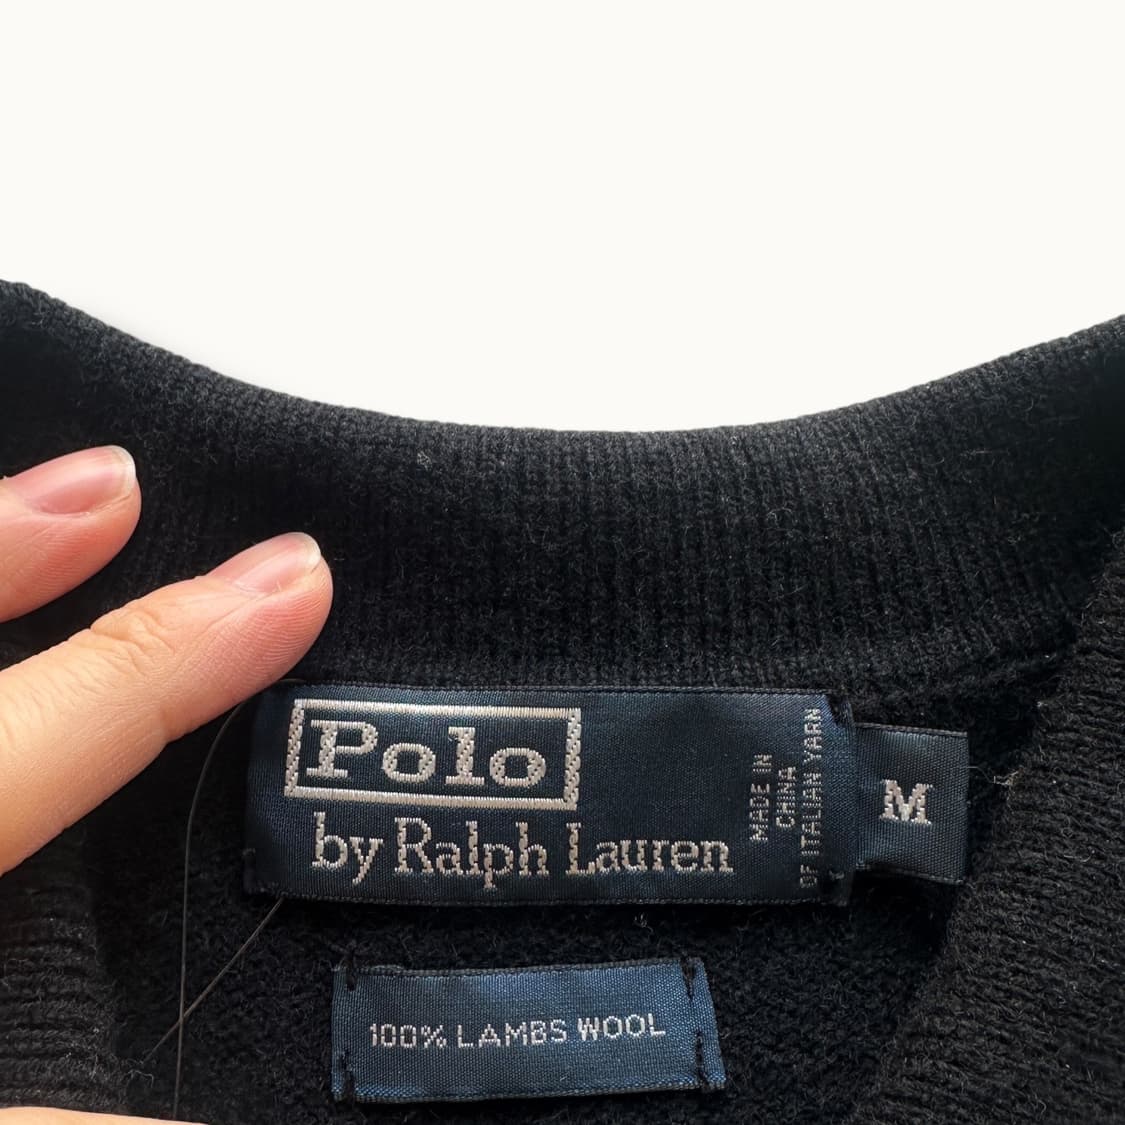 Polo
by Ralph Lauren
MADE IN
CHINA
OF ITALIAN YARN
M
100% LAMBS WOOL